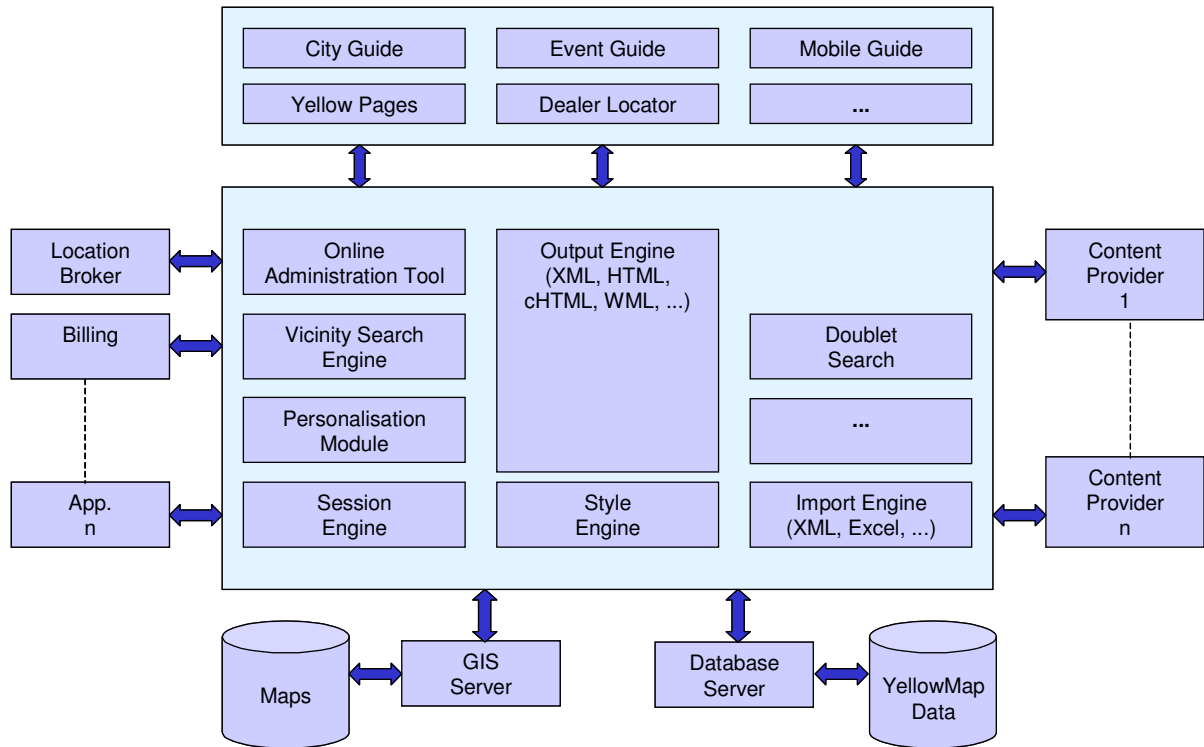 City Guide
Event Guide
Mobile Guide
Yellow Pages
Dealer Locator
...
Location
Broker
Online
Administration Tool
Output Engine
(XML, HTML,
cHTML, WML, ...)
Content
Provider
1
Billing
Vicinity Search
Engine
Doublet
Search
Personalisation
Module
...
App.
n
Session
Engine
Style
Engine
Import Engine
(XML, Excel, ...)
Content
Provider
n
Maps
GIS
Server
Database
Server
YellowMap
Data